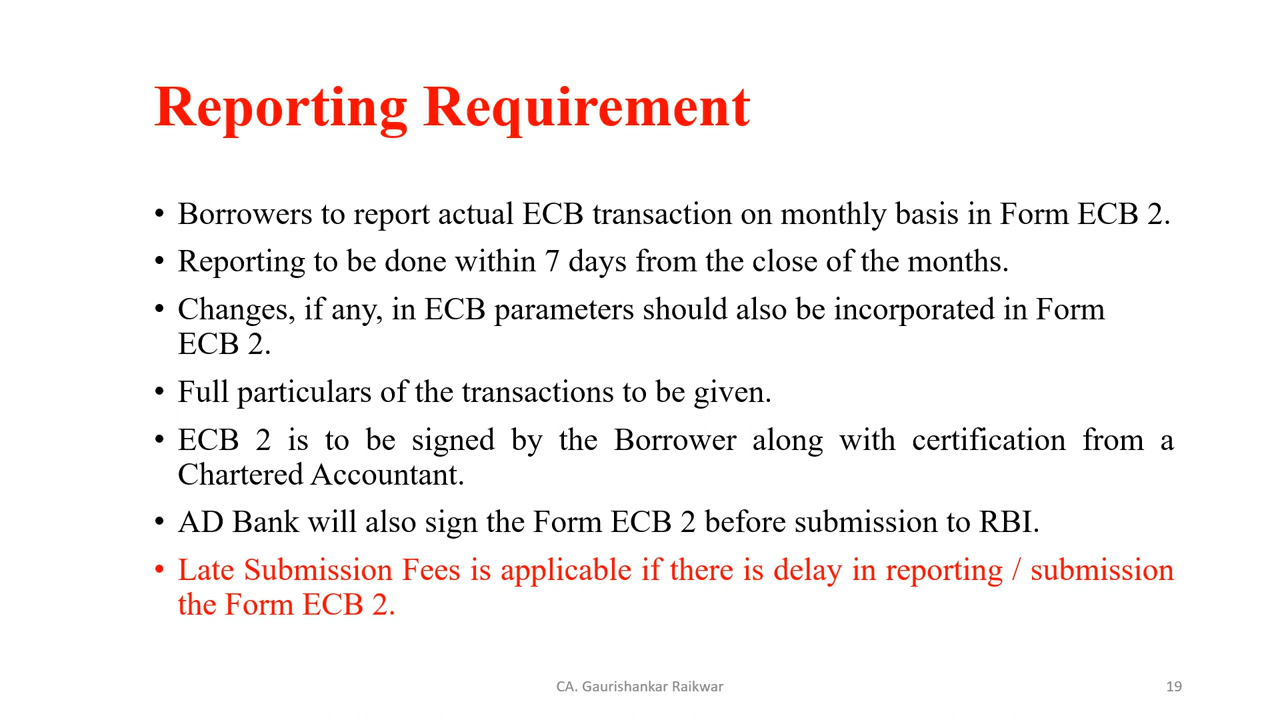 Reporting Requirement
• Borrowers to report actual ECB transaction on monthly basis in Form ECB 2.
• Reporting to be done within 7 days from the close of the months.
• Changes, if any, in ECB parameters should also be incorporated in Form
ECB 2.
• Full particulars of the transactions to be given.
• ECB 2 is to be signed by the Borrower along with certification from a
Chartered Accountant.
• AD Bank will also sign the Form ECB 2 before submission to RBI.
• Late Submission Fees is applicable if there is delay in reporting / submission
the Form ECB 2.
CA. Gaurishankar Raikwar
19